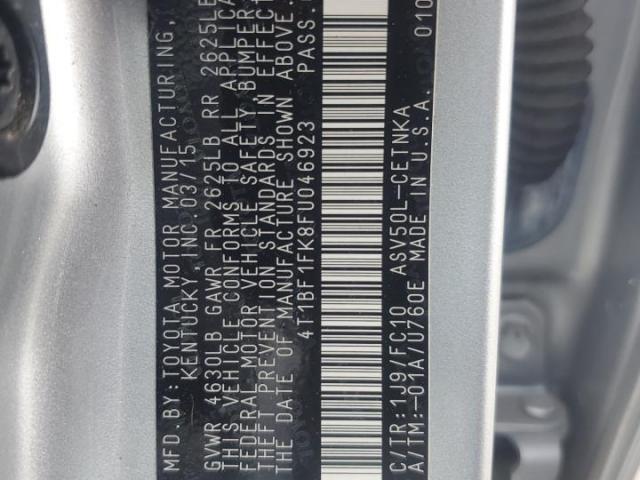 MFD. BY: TOYOTA MOTOR MANUFACTURING,
KENTUCKY, INC. 03/15
GVWR 4630LB GAWR FR 2625LB RR 2625LB
THIS VEHICLE CONFORMS TO ALL APPLICA
FEDERAL MOTOR VEHICLE SAFETY, BUMPER,
THEFT PREVENTION STANDARDS IN EFFECT
THE DATE OF MANUFACTURE SHOWN ABOVE.
4T1BF1FK8FU046923 PASS.
C/TR: 1J9/FC10 ASV50L-CETNKA
A/TM: -01A/U760E MADE IN U.S.A. 010